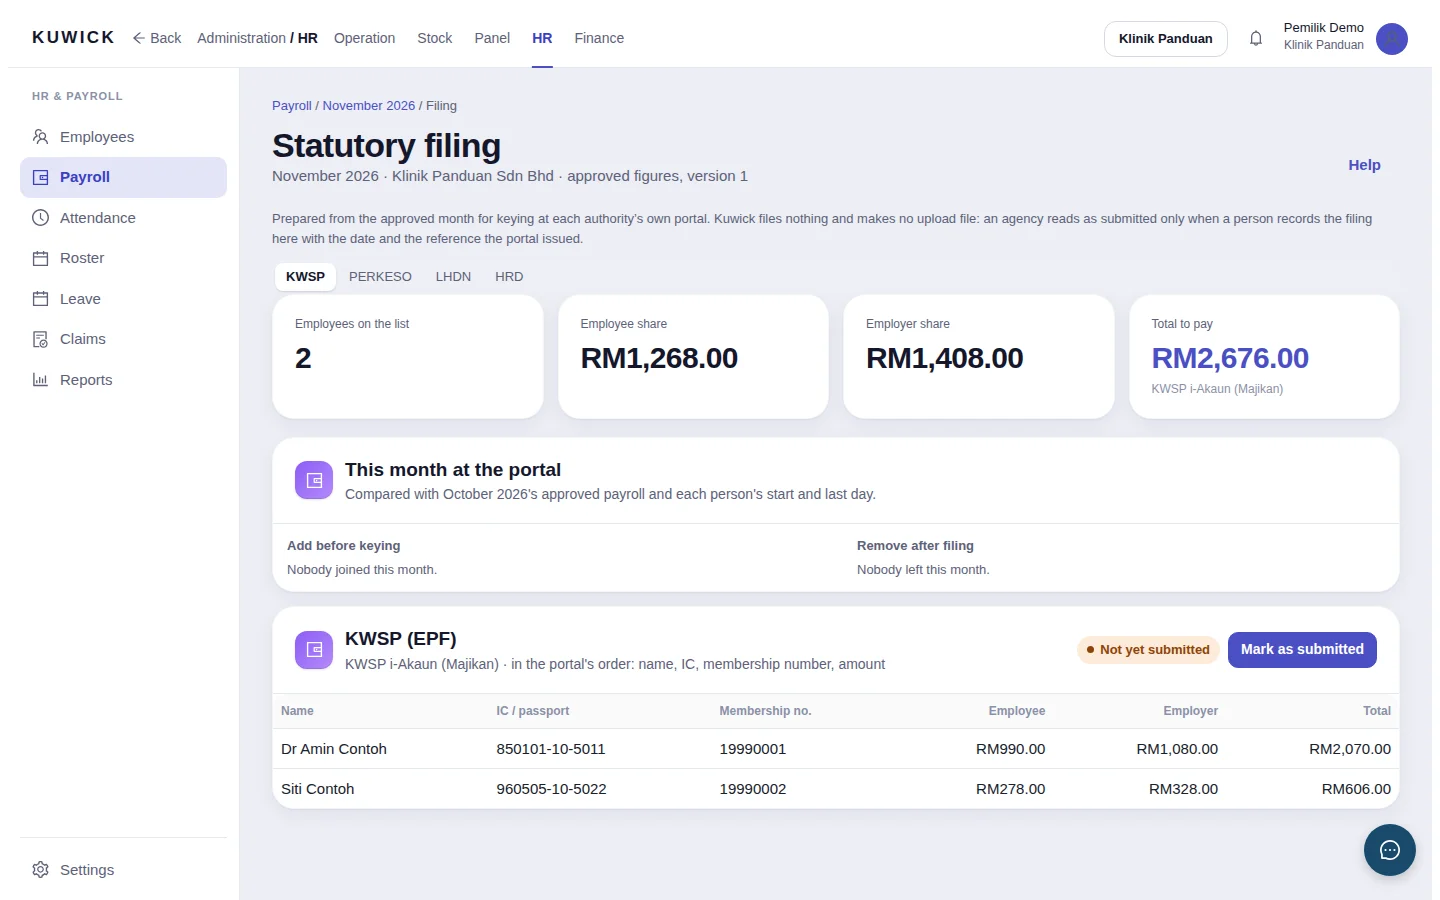 KUWICK
Back
Administration / HR
Operation
Stock
Panel
HR
Finance
Klinik Panduan
Pemilik Demo
Klinik Panduan
HR & PAYROLL
Employees
Payroll
Attendance
Roster
Leave
Claims
Reports
Settings
Payroll / November 2026 / Filing
Statutory filing
November 2026 · Klinik Panduan Sdn Bhd · approved figures, version 1
Help
Prepared from the approved month for keying at each authority's own portal. Kuwick files nothing and makes no upload file: an agency reads as submitted only when a person records the filing
here with the date and the reference the portal issued.
KWSP PERKESO LHDN HRD
Employees on the list
2
Employee share
RM1,268.00
Employer share
RM1,408.00
Total to pay
RM2,676.00
KWSP i-Akaun (Majikan)
This month at the portal
Compared with October 2026's approved payroll and each person's start and last day.
Add before keying
Nobody joined this month.
Remove after filing
Nobody left this month.
KWSP (EPF)
KWSP i-Akaun (Majikan) · in the portal's order: name, IC, membership number, amount
Not yet submitted
Mark as submitted
Name IC / passport Membership no. Employee Employer Total
Dr Amin Contoh 850101-10-5011 19990001 RM990.00 RM1,080.00 RM2,070.00
Siti Contoh 960505-10-5022 19990002 RM278.00 RM328.00 RM606.00